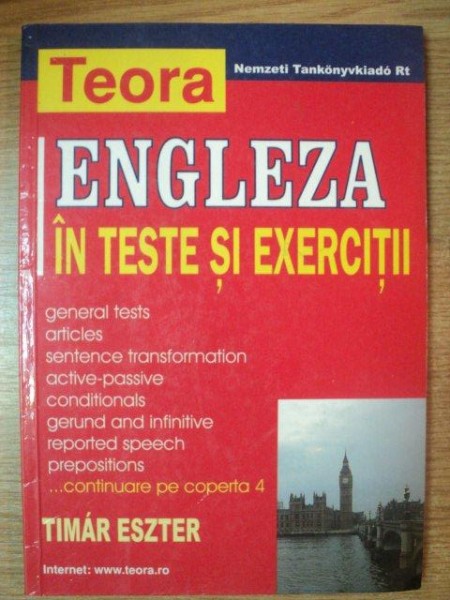 Teora
Nemzeti Tankönyvkiadó Rt
ENGLEZA
ÎN TESTE ȘI EXERCIȚII
general tests
articles
sentence transformation
active-passive
conditionals
gerund and infinitive
reported speech
prepositions
...continuare pe coperta 4
TIMÁR ESZTER
Internet: www.teora.ro